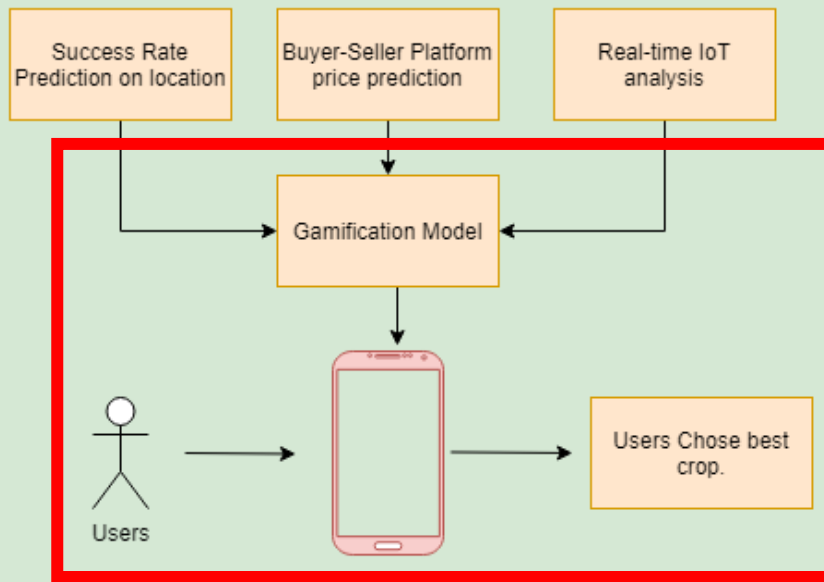 Success Rate
Prediction on location
Buyer-Seller Platform
price prediction
Real-time IoT
analysis
Gamification Model
Users
Users Chose best
crop.